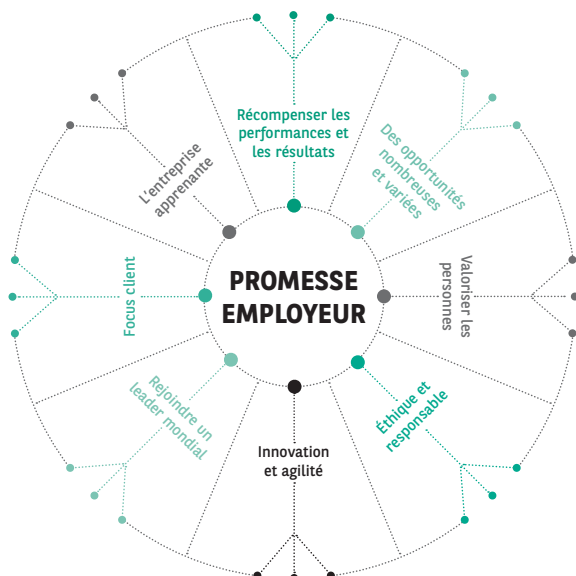 PROMESSE
EMPLOYEUR
Récompenser les
performances et
les résultats
Des opportunités
nombreuses
et variées
Valoriser les
personnes
Éthique et
responsable
Innovation
et agilité
Rejoindre un
leader mondial
Focus client
L'entreprise
apprenante